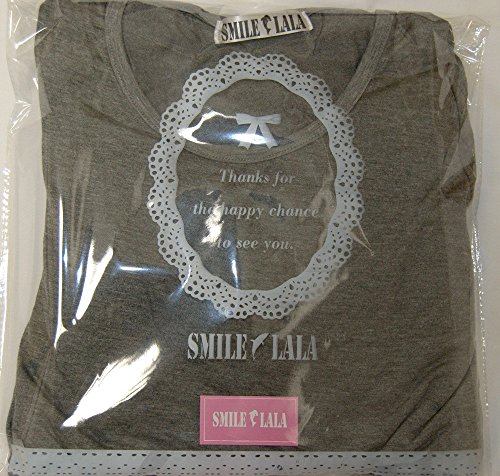 SMILE LALA
Thanks for
the happy chance
to see you.
SMILE LALA
SMILE LALA